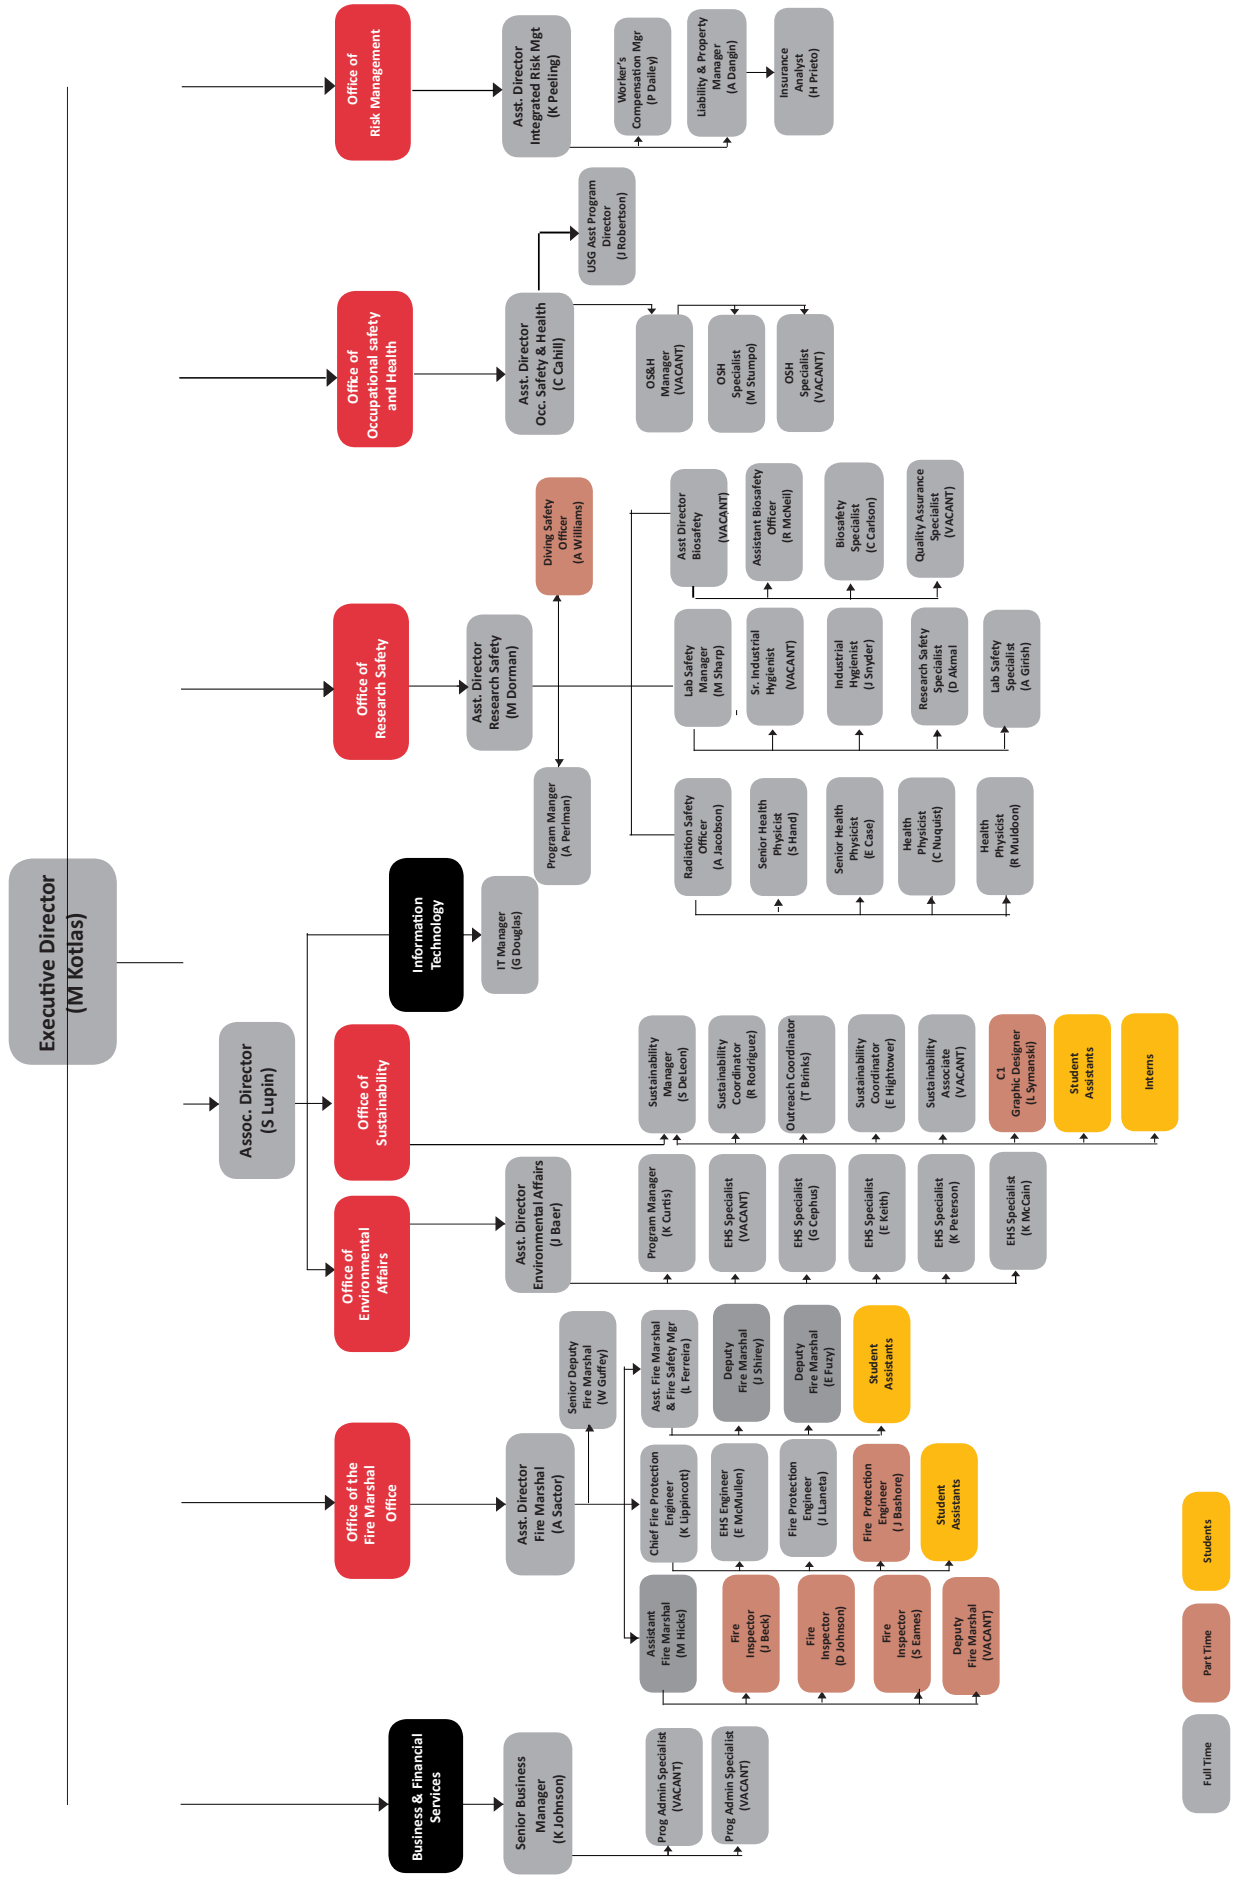 Executive Director
(M Kotlas)
Assoc. Director
(S Lupin)
Business & Financial
Services
Senior Business
Manager
(K Johnson)
Prog Admin Specialist
(VACANT)
Prog Admin Specialist
(VACANT)
Office of the
Fire Marshal
Office
Asst. Director
Fire Marshal
(A Sactor)
Senior Deputy
Fire Marshal
(W Guffey)
Assistant
Fire Marshal
(M Hicks)
Fire
Inspector
(J Beck)
Fire
Inspector
(D Johnson)
Fire
Inspector
(S Eames)
Deputy
Fire Marshal
(VACANT)
Chief Fire Protection
Engineer
(K Lippincott)
EHS Engineer
(E McMullen)
Fire Protection
Engineer
(J LLaneta)
Fire Protection
Engineer
( J Bashore)
Student
Assistants
Asst. Fire Marshal
& Fire Safety Mgr
(L Ferreira)
Deputy
Fire Marshal
(J Shirey)
Deputy
Fire Marshal
(E Fuzy)
Student
Assistants
Office of
Environmental
Affairs
Asst. Director
Environmental Affairs
(J Baer)
Program Manager
(K Curtis)
EHS Specialist
(VACANT)
EHS Specialist
(G Cephus)
EHS Specialist
(E Keith)
EHS Specialist
(K Peterson)
EHS Specialist
(K McCain)
Office of
Sustainability
Sustainability
Manager
(S DeLeon)
Sustainability
Coordinator
(R Rodriguez)
Outreach Coordinator
(T Brinks)
Sustainability
Coordinator
(E Hightower)
Sustainability
Associate
(VACANT)
C1
Graphic Designer
(L Symanski)
Student
Assistants
Interns
Information
Technology
IT Manager
(G Douglas)
Office of
Research Safety
Asst. Director
Research Safety
(M Dorman)
Program Manger
(A Perlman)
Diving Safety
Officer
(A Williams)
Radiation Safety
Officer
(A Jacobson)
Senior Health
Physicist
(S Hand)
Senior Health
Physicist
(E Case)
Health
Physicist
(C Nuquist)
Health
Physicist
(R Muldoon)
Lab Safety
Manager
(M Sharp)
Sr. Industrial
Hygienist
(VACANT)
Industrial
Hygienist
(J Snyder)
Research Safety
Specialist
(D Akmal
Lab Safety
Specialist
(A Girish)
Asst Director
Biosafety
(VACANT)
Assistant Biosafety
Officer
(R McNeil)
Biosafety
Specialist
(C Carlson)
Quality Assurance
Specialist
(VACANT)
Office of
Occupational safety
and Health
Asst. Director
Occ. Safety & Health
(C Cahill)
USG Asst Program
Director
(J Robertson)
OS&H
Manager
(VACANT)
OSH
Specialist
(M Stumpo)
OSH
Specialist
(VACANT)
Office of
Risk Management
Asst. Director
Integrated Risk Mgt
(K Peeling)
Worker's
Compensation Mgr
(P Dailey)
Liability & Property
Manager
(A Dangin)
Insurance
Analyst
(H Prieto)
Full Time
Part Time
Students